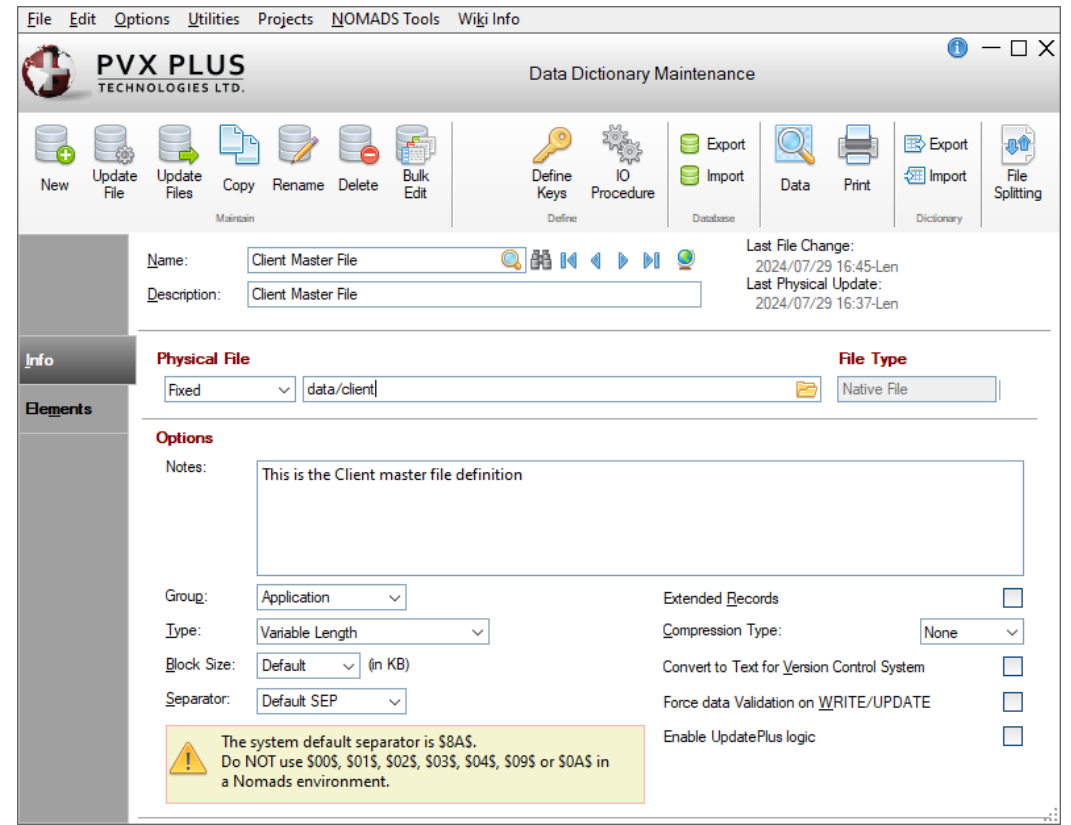 File Edit Options Utilities Projects NOMADS Tools Wiki Info
PVX PLUS
TECHNOLOGIES LTD.
Data Dictionary Maintenance
New
Update File
Update Files
Copy
Rename
Delete
Bulk Edit
Maintain
Define Keys
IO Procedure
Define
Export
Import
Database
Data
Print
Export
Import
Dictionary
File Splitting
Name: Client Master File
Description: Client Master File
Last File Change:
2024/07/29 16:45-Len
Last Physical Update:
2024/07/29 16:37-Len
Info
Elements
Physical File
File Type
Fixed data/client Native File
Options
Notes: This is the Client master file definition
Group: Application
Type: Variable Length
Block Size: Default (in KB)
Separator: Default SEP
The system default separator is $8A$.
Do NOT use $00$, $01$, $02$, $03$, $04$, $09$ or $0A$ in
a Nomads environment.
Extended Records
Compression Type: None
Convert to Text for Version Control System
Force data Validation on WRITE/UPDATE
Enable UpdatePlus logic